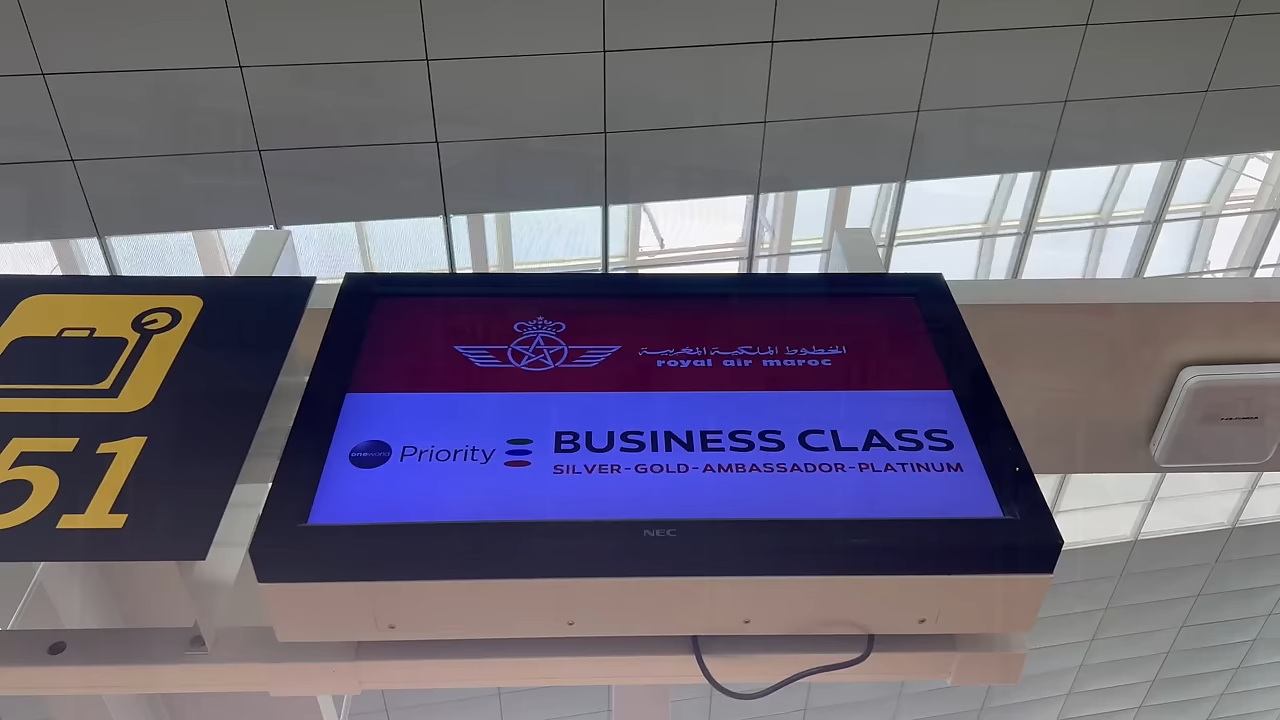 51
الخطوط الملكية المغربية
royal air maroc
oneworld Priority
BUSINESS CLASS
SILVER-GOLD-AMBASSADOR-PLATINUM
NEC